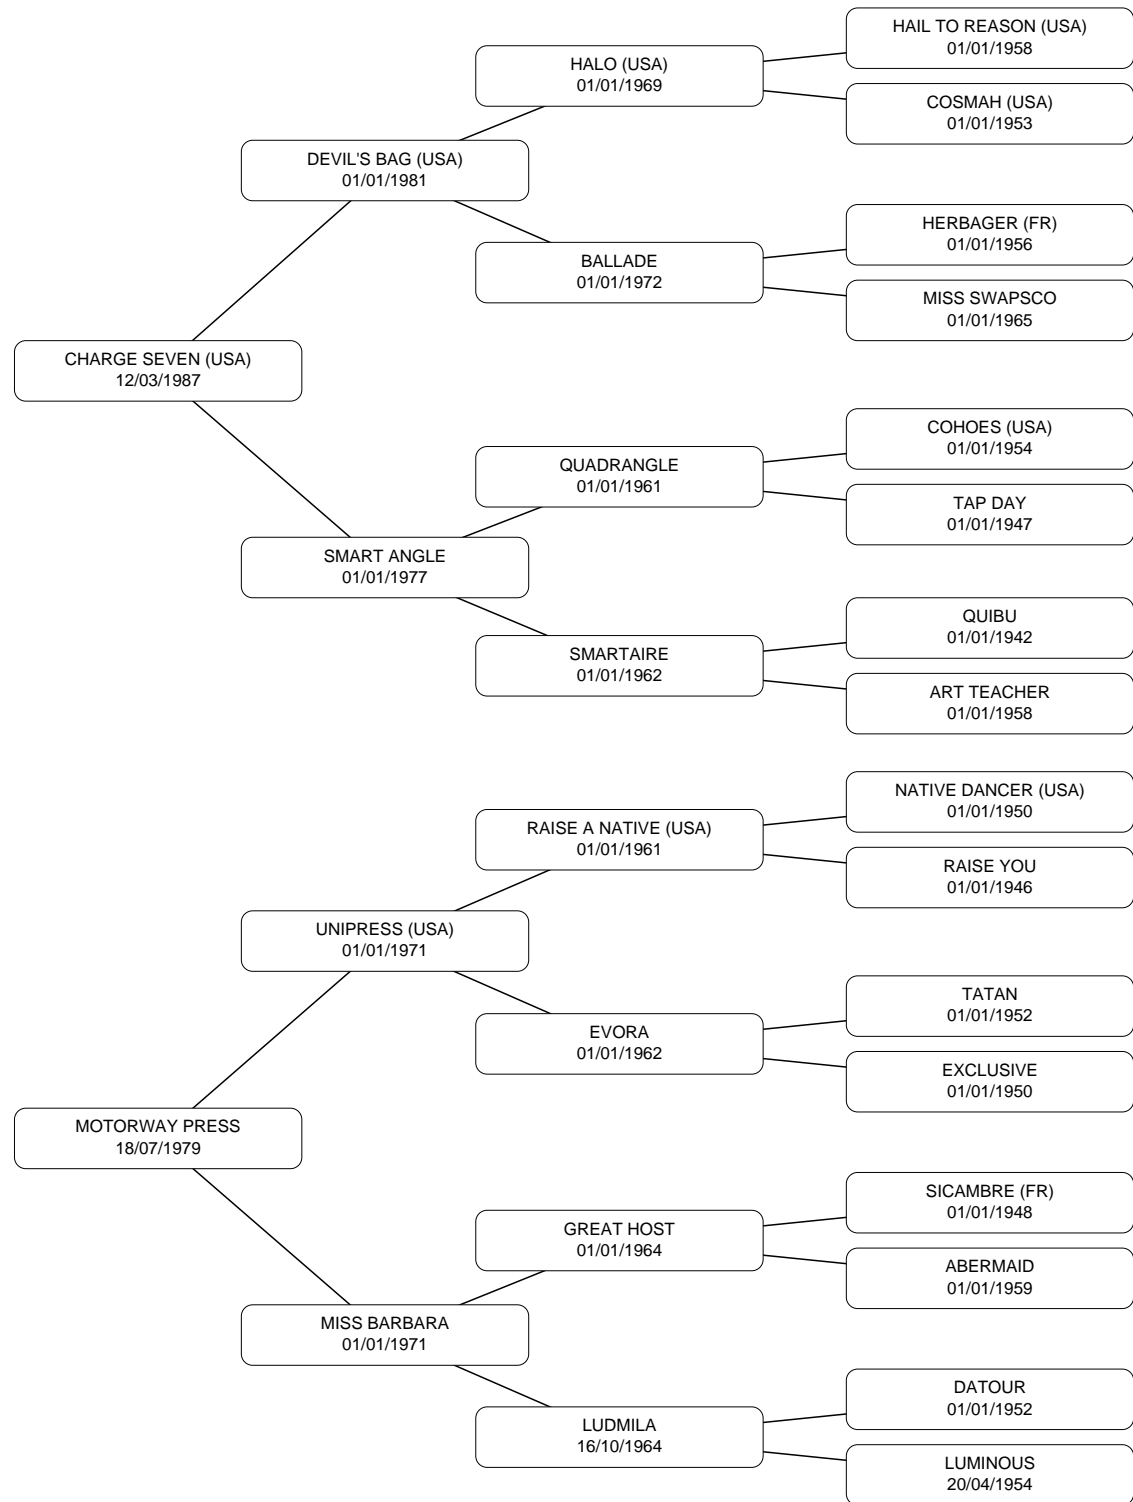 HAIL TO REASON (USA)
01/01/1958
HALO (USA)
01/01/1969
COSMAH (USA)
01/01/1953
DEVIL'S BAG (USA)
01/01/1981
HERBAGER (FR)
01/01/1956
BALLADE
01/01/1972
MISS SWAPSCO
01/01/1965
CHARGE SEVEN (USA)
12/03/1987
COHOES (USA)
01/01/1954
QUADRANGLE
01/01/1961
TAP DAY
01/01/1947
SMART ANGLE
01/01/1977
QUIBU
01/01/1942
SMARTAIRE
01/01/1962
ART TEACHER
01/01/1958
NATIVE DANCER (USA)
01/01/1950
RAISE A NATIVE (USA)
01/01/1961
RAISE YOU
01/01/1946
UNIPRESS (USA)
01/01/1971
TATAN
01/01/1952
EVORA
01/01/1962
EXCLUSIVE
01/01/1950
MOTORWAY PRESS
18/07/1979
SICAMBRE (FR)
01/01/1948
GREAT HOST
01/01/1964
ABERMAID
01/01/1959
MISS BARBARA
01/01/1971
DATOUR
01/01/1952
LUDMILA
16/10/1964
LUMINOUS
20/04/1954